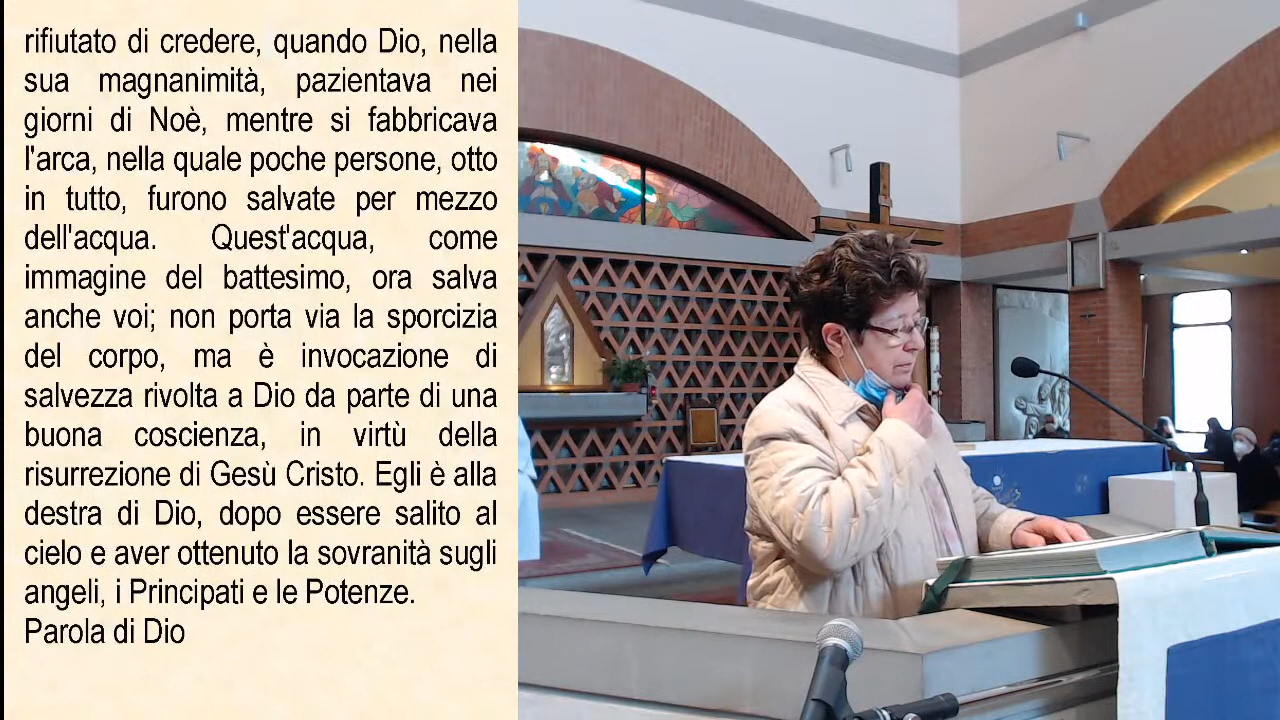 rifiutato di credere, quando Dio, nella
sua magnanimità, pazientava nei
giorni di Noè, mentre si fabbricava
l'arca, nella quale poche persone, otto
in tutto, furono salvate per mezzo
dell'acqua. Quest'acqua, come
immagine del battesimo, ora salva
anche voi; non porta via la sporcizia
del corpo, ma è invocazione di
salvezza rivolta a Dio da parte di una
buona coscienza, in virtù della
risurrezione di Gesù Cristo. Egli è alla
destra di Dio, dopo essere salito al
cielo e aver ottenuto la sovranità sugli
angeli, i Principati e le Potenze.
Parola di Dio